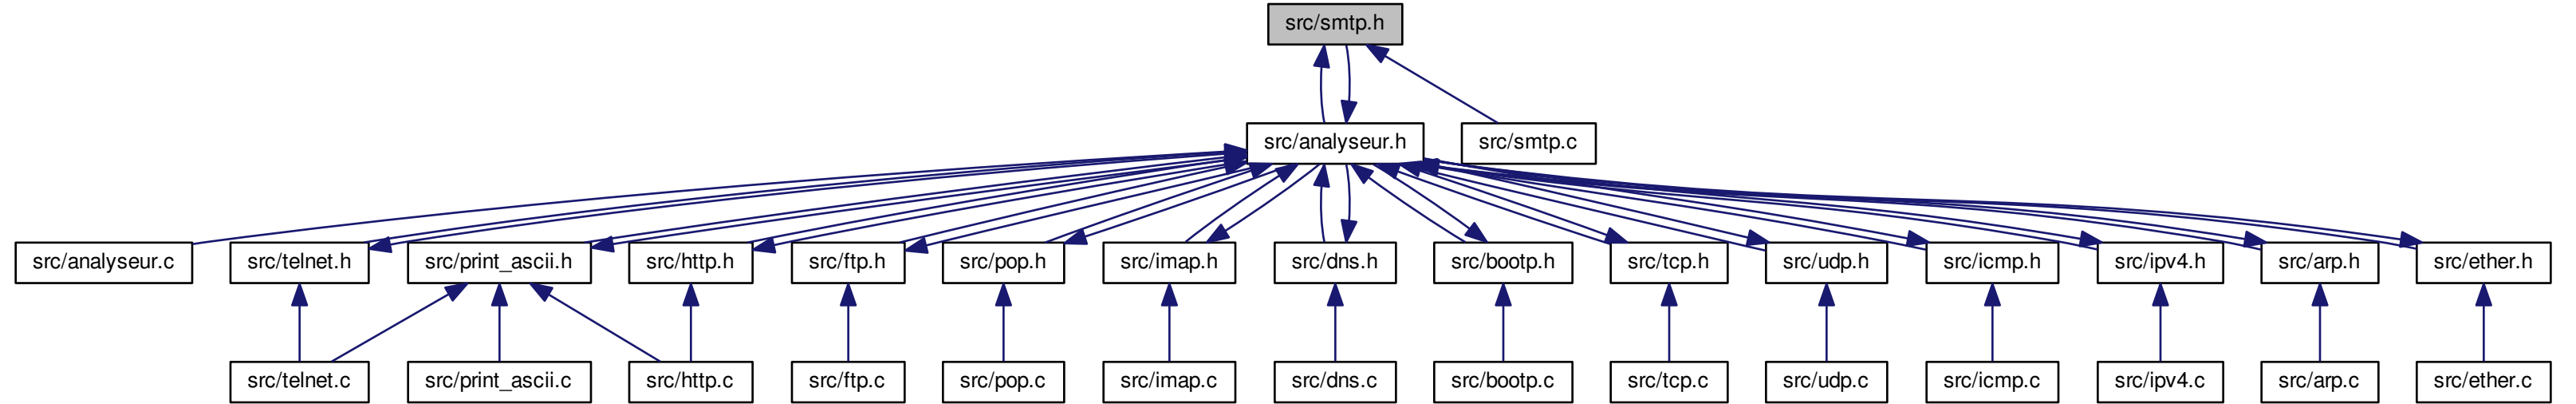 src/smtp.h
src/analyseur.h
src/smtp.c
src/analyseur.c
src/telnet.h
src/print_ascii.h
src/http.h
src/ftp.h
src/pop.h
src/imap.h
src/dns.h
src/bootp.h
src/tcp.h
src/udp.h
src/icmp.h
src/ipv4.h
src/arp.h
src/ether.h
src/telnet.c
src/print_ascii.c
src/http.c
src/ftp.c
src/pop.c
src/imap.c
src/dns.c
src/bootp.c
src/tcp.c
src/udp.c
src/icmp.c
src/ipv4.c
src/arp.c
src/ether.c